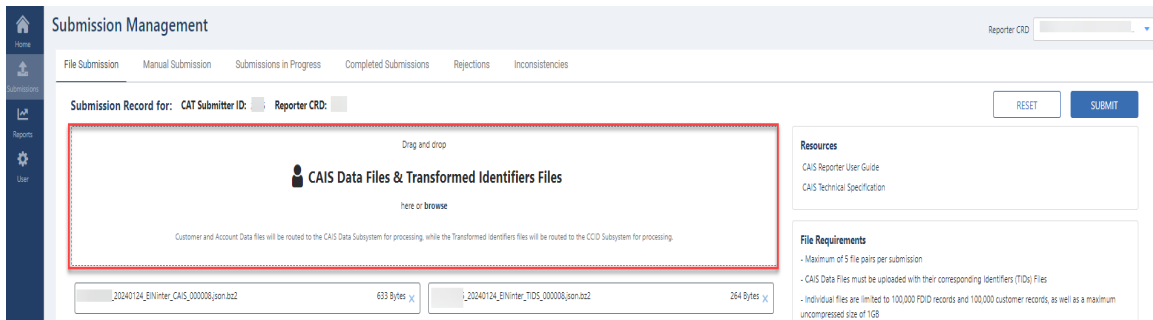 Submission Management
Reporter CRD
Home
Submissions
Reports
User
File Submission Manual Submission Submissions in Progress Completed Submissions Rejections Inconsistencies
Submission Record for: CAT Submitter ID: Reporter CRD:
RESET SUBMIT
Drag and drop
CAIS Data Files & Transformed Identifiers Files
here or browse
Customer and Account Data files will be routed to the CAIS Data Subsystem for processing, while the Transformed Identifiers files will be routed to the CCID Subsystem for processing.
_20240124_EINinter_CAIS_000008.json.bz2 633 Bytes X
_20240124_EINinter_TIDS_000008.json.bz2 264 Bytes X
Resources
CAIS Reporter User Guide
CAIS Technical Specification
File Requirements
- Maximum of 5 file pairs per submission
- CAIS Data Files must be uploaded with their corresponding Identifiers (TIDs) Files
- Individual files are limited to 100,000 FDID records and 100,000 customer records, as well as a maximum
uncompressed size of 1GB